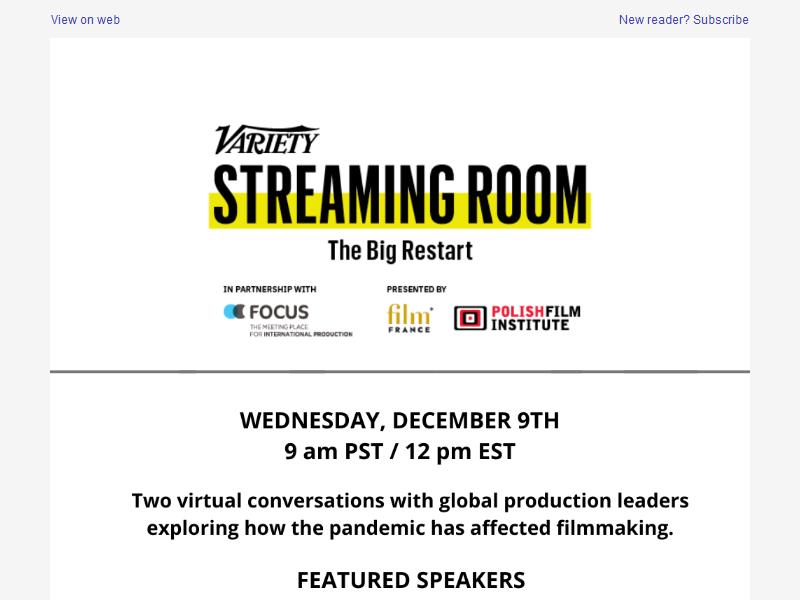 View on web
New reader? Subscribe
VARIETY
STREAMING ROOM
The Big Restart
IN PARTNERSHIP WITH
FOCUS
THE MEETING PLACE
FOR INTERNATIONAL PRODUCTION
PRESENTED BY
film
FRANCE
POLISHFILM
INSTITUTE
WEDNESDAY, DECEMBER 9TH
9 am PST / 12 pm EST
Two virtual conversations with global production leaders
exploring how the pandemic has affected filmmaking.
FEATURED SPEAKERS